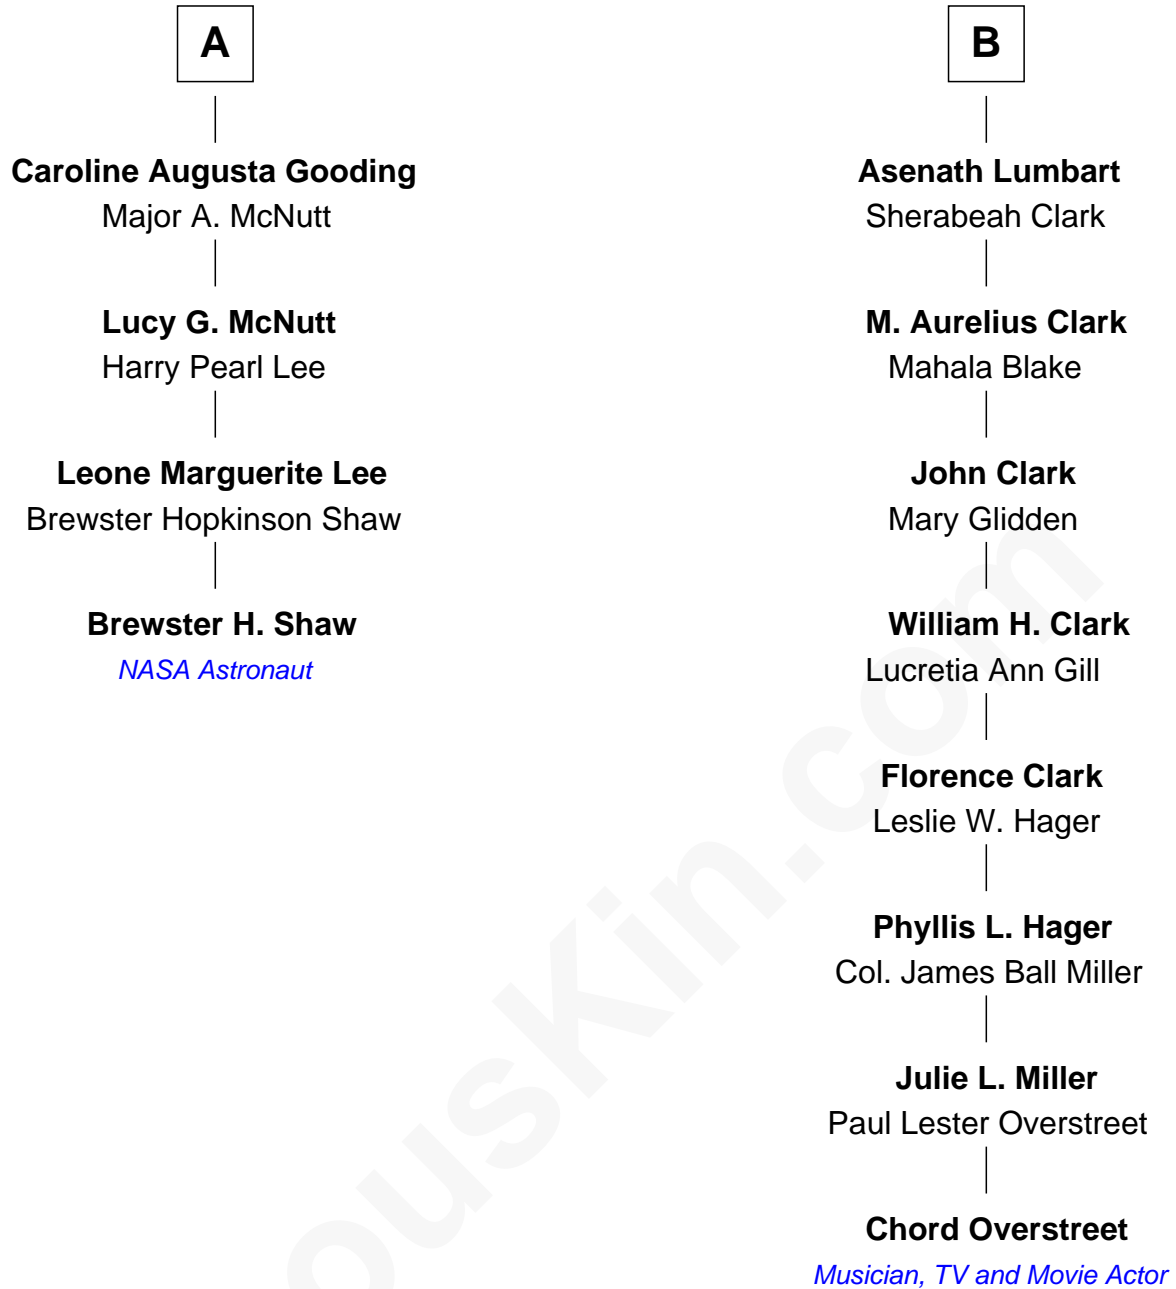 A
Caroline Augusta Gooding
Major A. McNutt
Lucy G. McNutt
Harry Pearl Lee
Leone Marguerite Lee
Brewster Hopkinson Shaw
Brewster H. Shaw
NASA Astronaut
B
Asenath Lumbart
Sherabeah Clark
M. Aurelius Clark
Mahala Blake
John Clark
Mary Glidden
William H. Clark
Lucretia Ann Gill
Florence Clark
Leslie W. Hager
Phyllis L. Hager
Col. James Ball Miller
Julie L. Miller
Paul Lester Overstreet
Chord Overstreet
Musician, TV and Movie Actor
ousKin.com